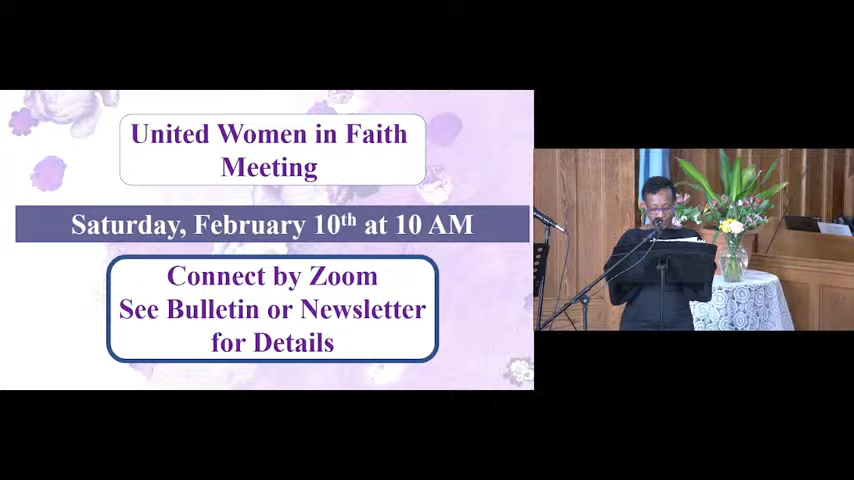 United Women in Faith
Meeting
Saturday, February 10th at 10 AM
Connect by Zoom
See Bulletin or Newsletter
for Details